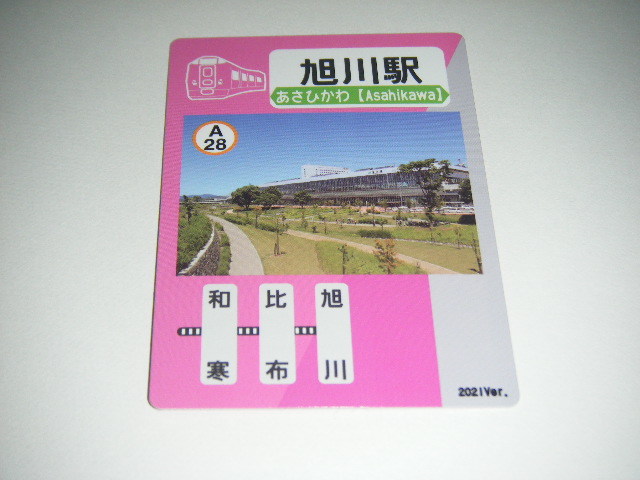 旭川駅
あさひかわ【Asahikawa】
A
28
和寒
比布
旭川
2021Ver.